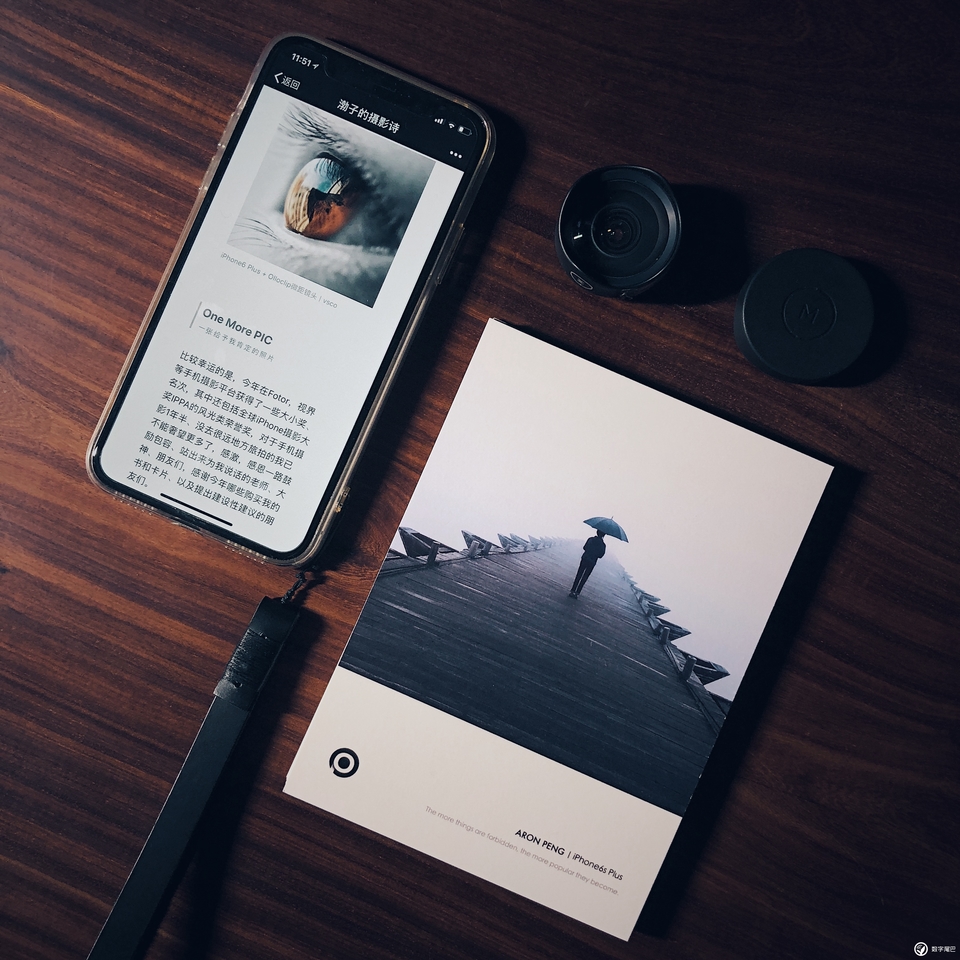 11:51
返回
渤子的摄影诗
iPhone6 Plus + Olloclip微距镜头 | vsco
One More PIC
一张给予我肯定的照片
比较幸运的是，今年在Fotor，视界
等手机摄影平台获得了一些大小奖、
名次，其中还包括全球iPhone摄影大
奖IPPA的风光类荣誉奖，对于手机摄
影1年半、没去很远地方旅拍的我已
不能奢望更多了，感激，感恩一路鼓
励包容，站出来为我说话的老师、大
神、朋友们，感谢今年哪些购买我的
书和卡片、以及提出建设性建议的朋
友们。
M
ARON PENG | iPhone6s Plus
The more things are forbidden, the more popular they become
数字尾巴